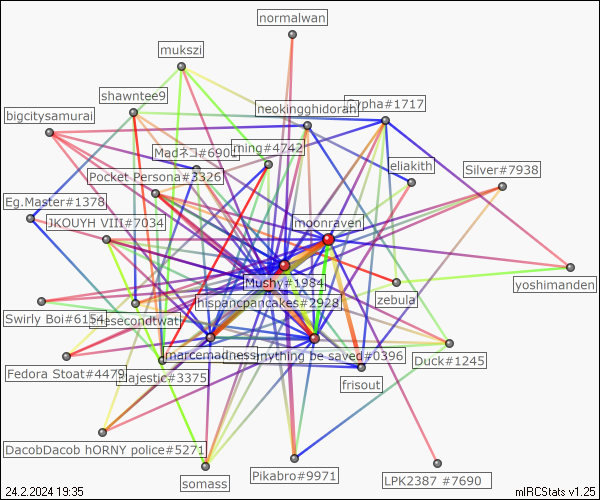 normalwan
mukszi
shawntee9
neokingghidorah
Sypha#1717
bigcitysamurai
Madネコ#6901
ming#4742
eliakith
Pocket Persona#3326
Silver#7938
Eg.Master#1378
JKOUYH VIII#7034
moonraven
Mushy#1984
yoshimanden
hispancpancakes#2928
zebula
Swirly Boi#6154
thesecondtwat
marcemadness
anything be saved#0396
Duck#1245
Fedora Stoat#4479
majestic#3375
frisout
DacobDacob hORNY police#5271
somass
Pikabro#9971
LPK2387 #7690
24.2.2024 19:35
mIRCStats v1.25